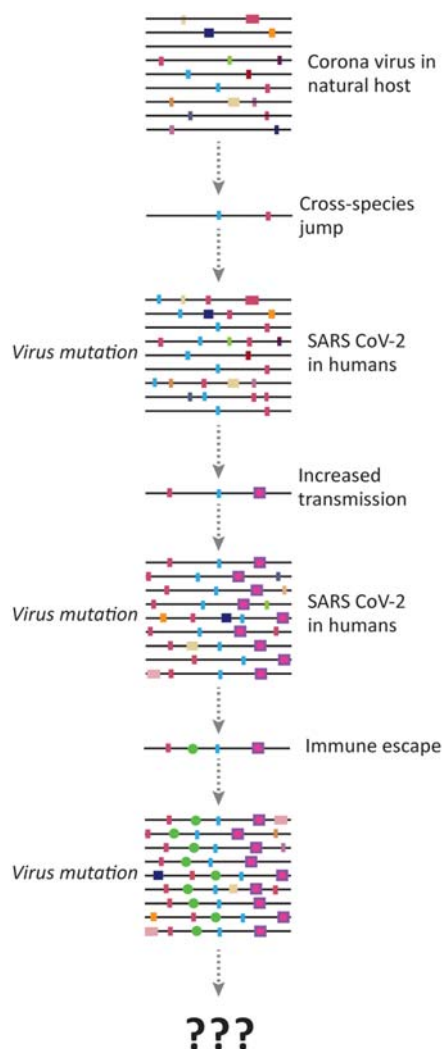 Corona virus in
natural host
Cross-species
jump
Virus mutation
SARS CoV-2
in humans
Increased
transmission
Virus mutation
SARS CoV-2
in humans
Immune escape
Virus mutation
???